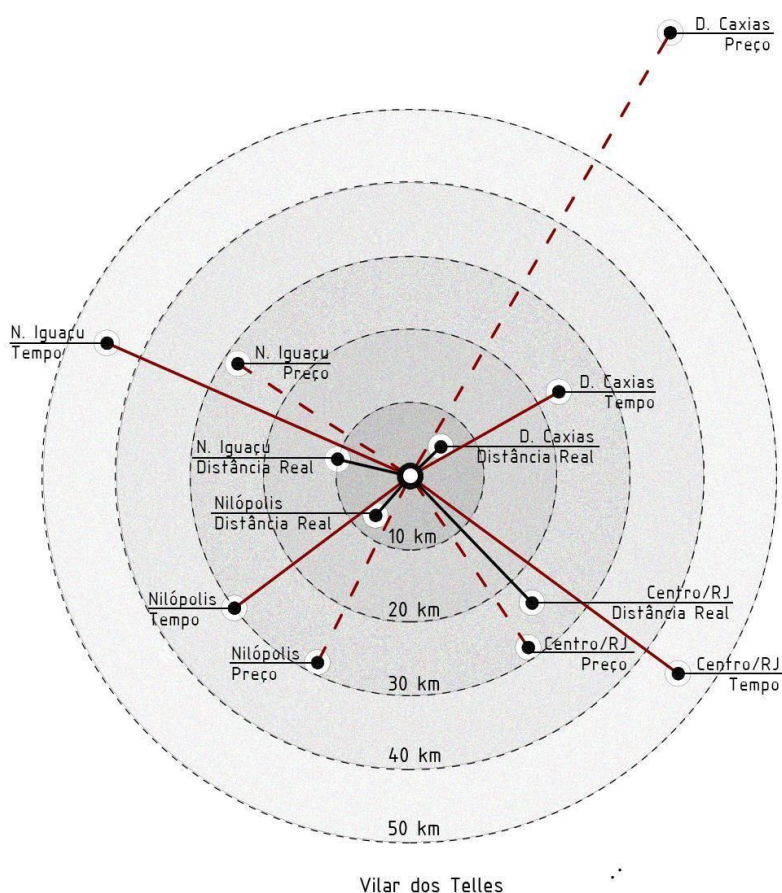 D. Caxias
Preço
N. Iguaçu
Tempo
N. Iguaçu
Preço
D. Caxias
Tempo
N. Iguaçu
Distância Real
D. Caxias
Distância Real
Nilópolis
Distância Real
10 km
Nilópolis
Tempo
Centro/RJ
Distância Real
20 km
Nilópolis
Preço
Centro/RJ
Preço
Centro/RJ
Tempo
30 km
40 km
50 km
Vilar dos Telles